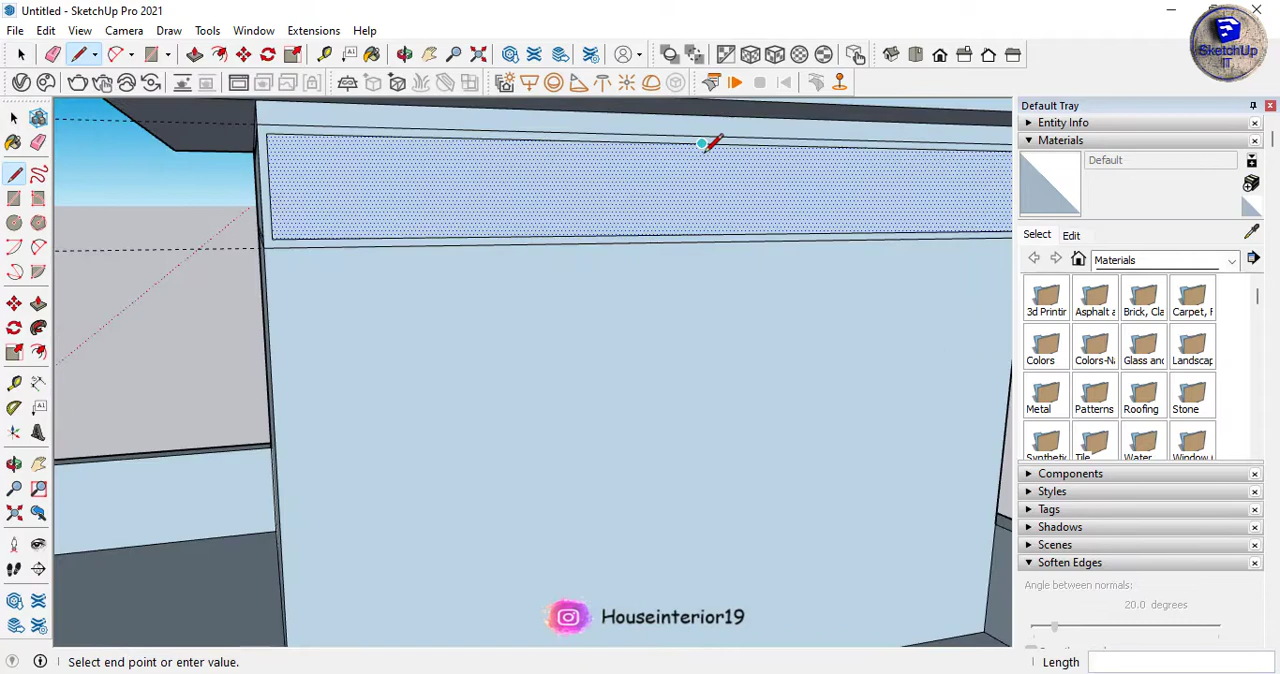 Untitled - SketchUp Pro 2021
File Edit View Camera Draw Tools Window Extensions Help
SketchUp
IT
Default Tray
Entity Info
Materials
Default
Select Edit
Materials
3d Printin Asphalt a Brick, Cla Carpet, F
Colors Colors-Na Glass and Landscap
Metal Patterns Roofing Stone
Synthetic Tile Water Window
Components
Styles
Tags
Shadows
Scenes
Soften Edges
Angle between normals:
20.0 degrees
Houseinterior19
Select end point or enter value.
Length